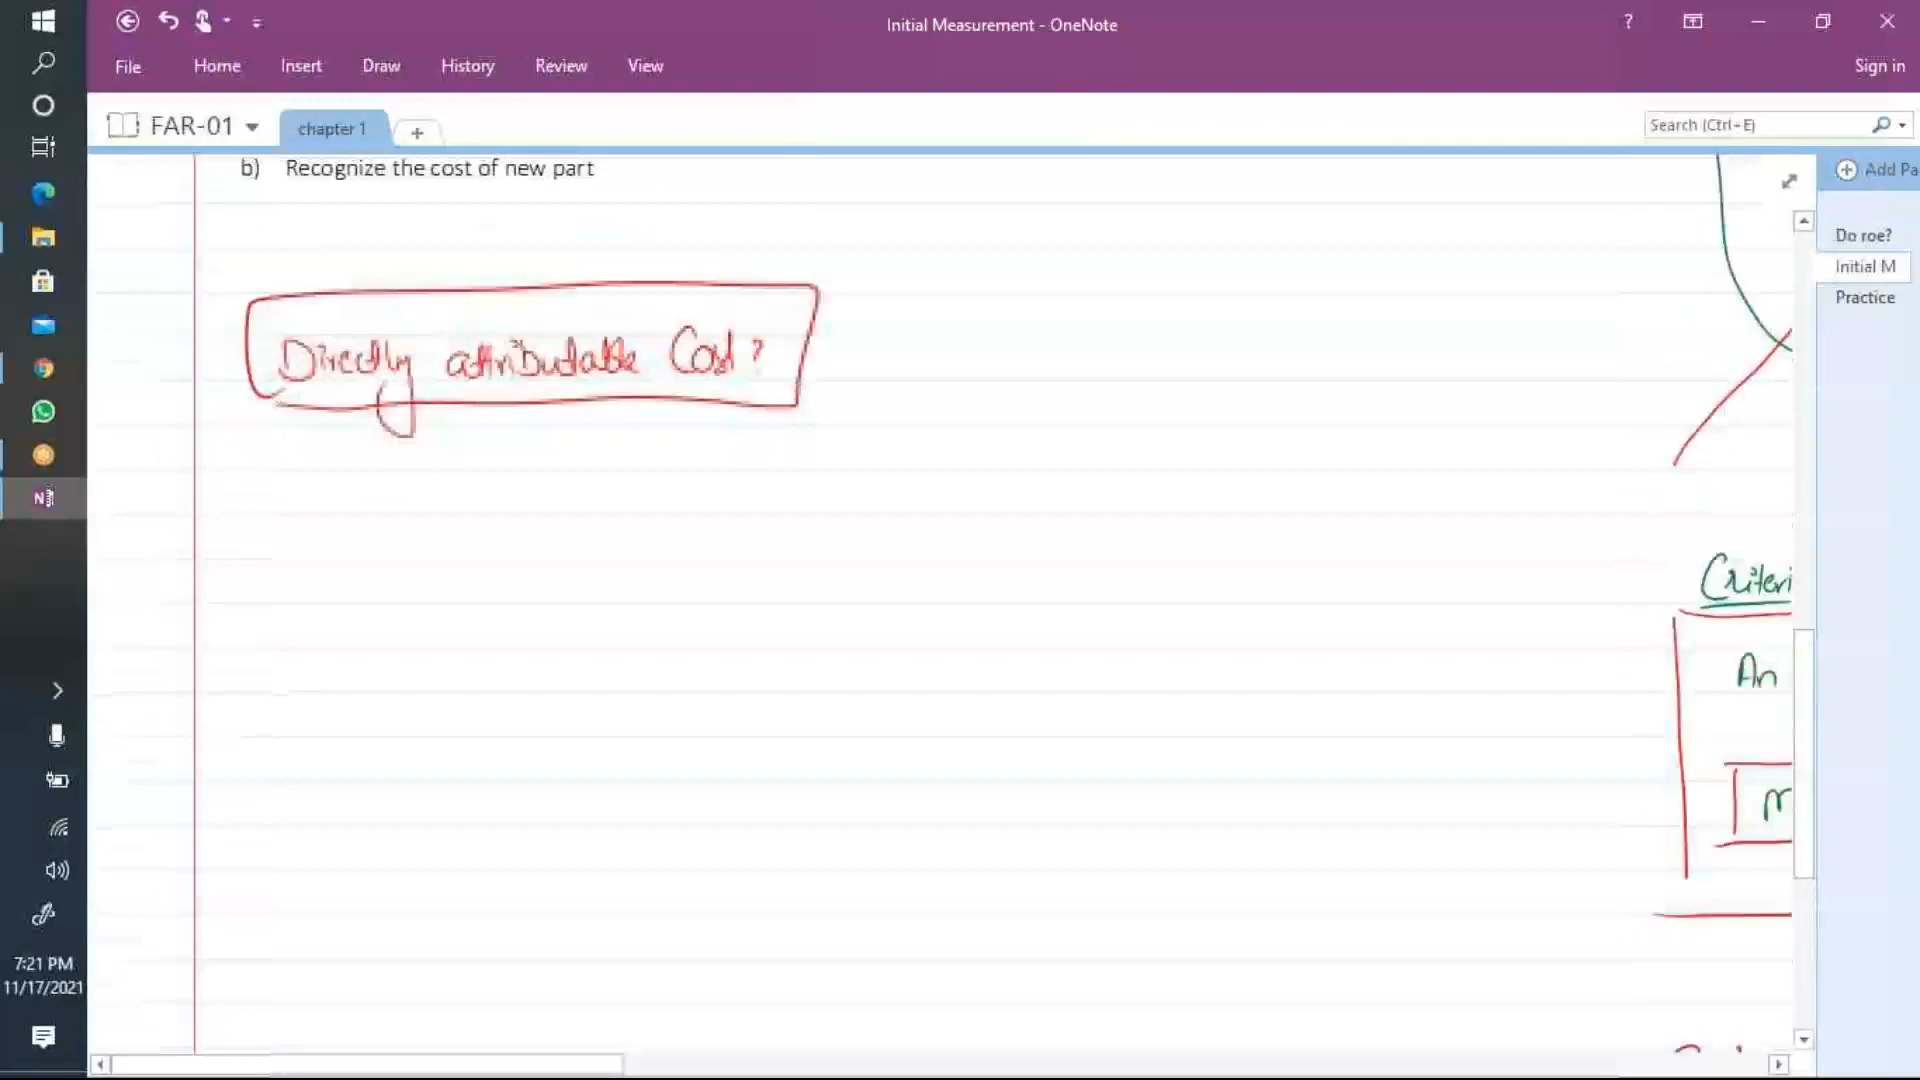 Initial Measurement - OneNote
?
File Home Insert Draw History Review View
Sign in
FAR-01
chapter 1
+
Search (Ctrl+E)
b) Recognize the cost of new part
Add Pa
Do roe?
Initial M
Practice
Directly attributable Cost?
Criteri
An
M
7:21 PM
11/17/2021